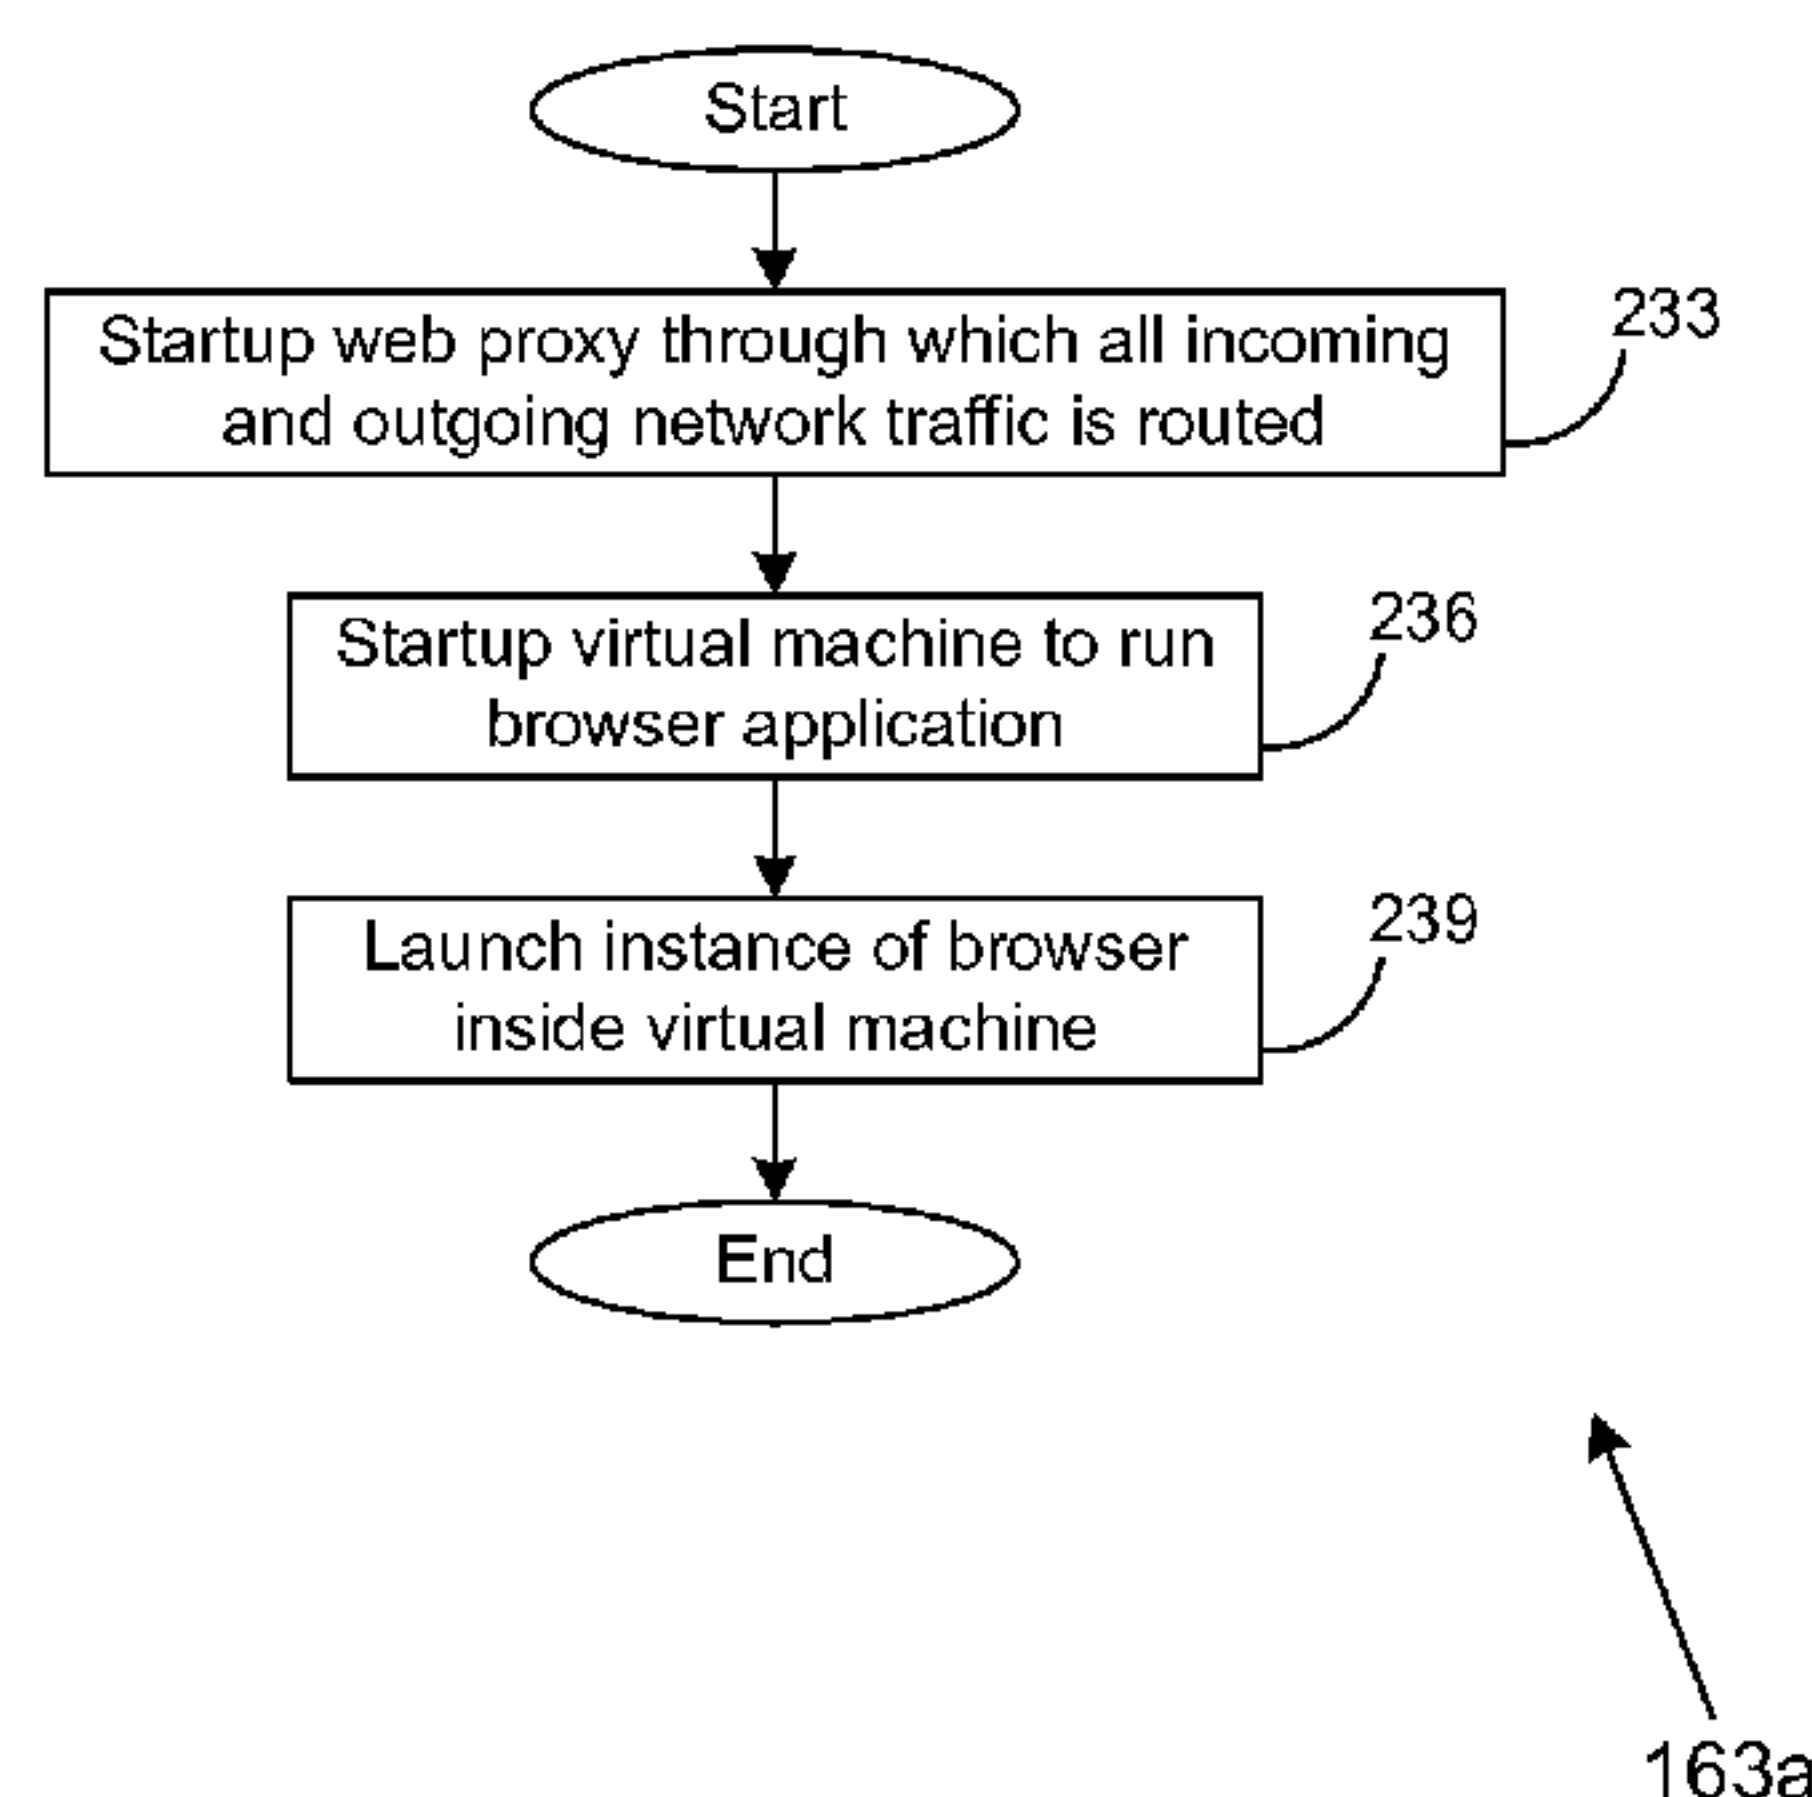 Start
Startup web proxy through which all incoming
and outgoing network traffic is routed
233
Startup virtual machine to run
browser application
236
Launch instance of browser
inside virtual machine
239
End
163a